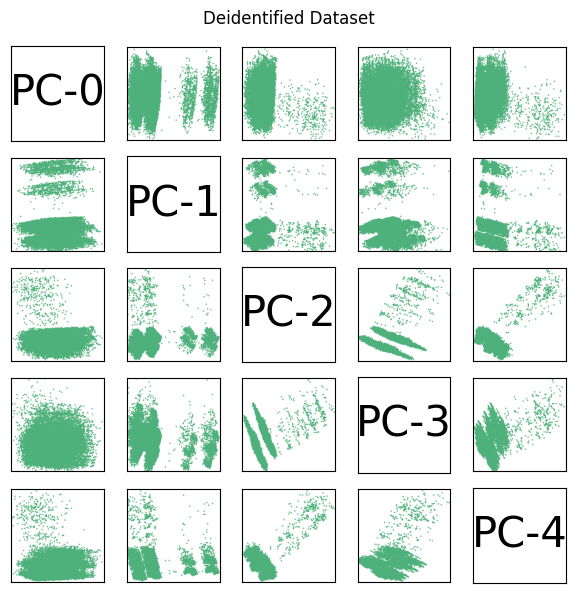 Deidentified Dataset
PC-0
PC-1
PC-2
PC-3
PC-4